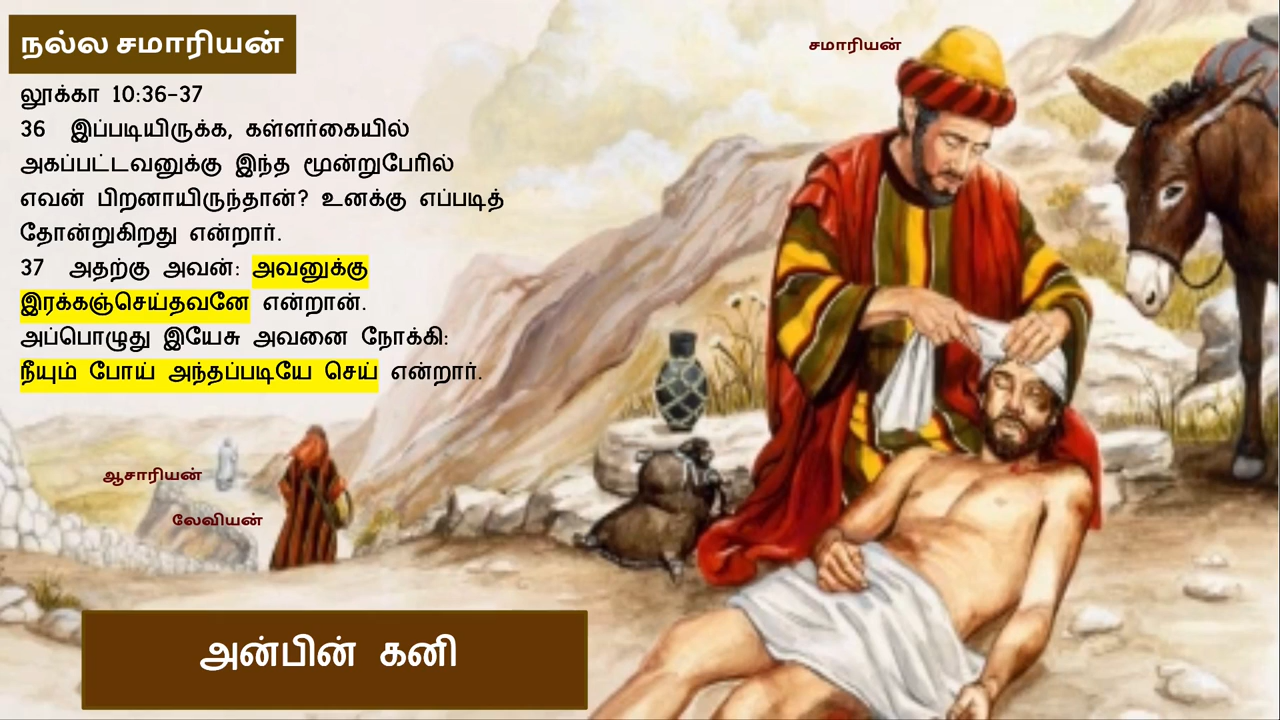 நல்ல சமாரியன்
லூக்கா 10:36-37
36 இப்படியிருக்க, கள்ளர்கையில்
அகப்பட்டவனுக்கு இந்த மூன்றுபேரில்
எவன் பிறனாயிருந்தான்? உனக்கு எப்படித்
தோன்றுகிறது என்றார்.
37 அதற்கு அவன்: அவனுக்கு
இரக்கஞ்செய்தவனே என்றான்.
அப்பொழுது இயேசு அவனை நோக்கி:
நீயும் போய் அந்தப்படியே செய் என்றார்.
சமாரியன்
ஆசாரியன்
லேவியன்
அன்பின் கனி